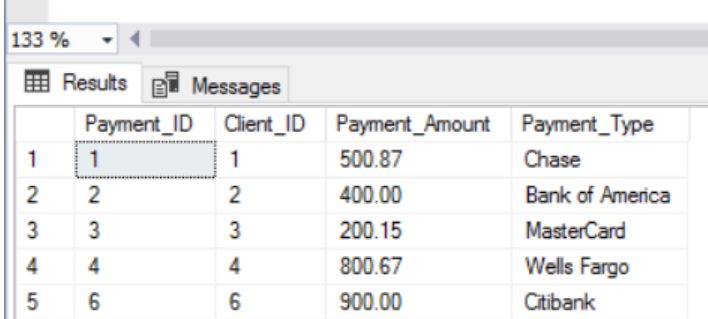 133 %
Results Messages
Payment_ID Client_ID Payment_Amount Payment_Type
1 1 1 500.87 Chase
2 2 2 400.00 Bank of America
3 3 3 200.15 MasterCard
4 4 4 800.67 Wells Fargo
5 6 6 900.00 Citibank